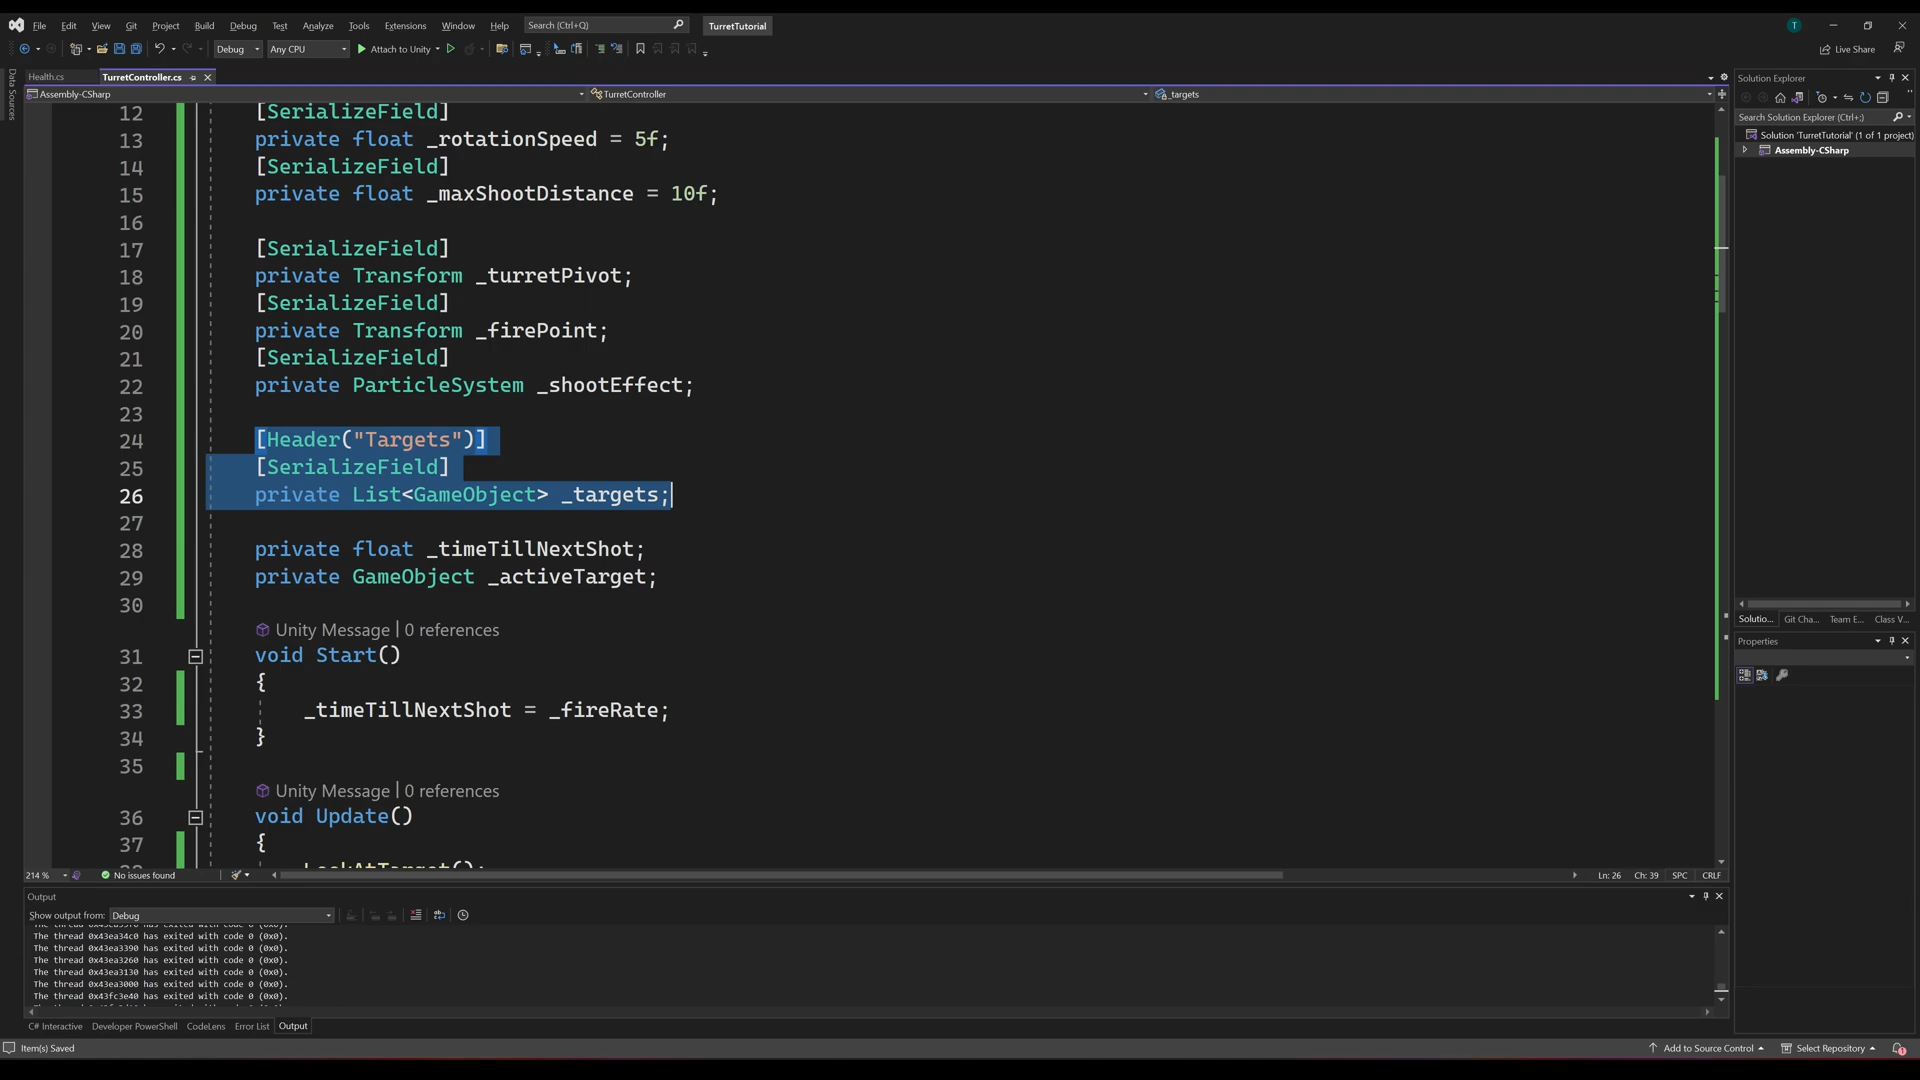 File Edit View Git Project Build Debug Test Analyze Tools Extensions Window Help Search (Ctrl+Q) TurretTutorial T
Debug Any CPU Attach to Unity Live Share
Data Sources
Health.cs TurretController.cs
Assembly-CSharp TurretController _targets
12 [SerializeField]
13 private float _rotationSpeed = 5f;
14 [SerializeField]
15 private float _maxShootDistance = 10f;
16
17 [SerializeField]
18 private Transform _turretPivot;
19 [SerializeField]
20 private Transform _firePoint;
21 [SerializeField]
22 private ParticleSystem _shootEffect;
23
24 [Header("Targets")]
25 [SerializeField]
26 private List<GameObject> _targets;
27
28 private float _timeTillNextShot;
29 private GameObject _activeTarget;
30
Unity Message | 0 references
31 void Start()
32 {
33 _timeTillNextShot = _fireRate;
34 }
35
Unity Message | 0 references
36 void Update()
37 {
LookAtTarget();
214 % No issues found Ln: 26 Ch: 39 SPC CRLF
Output
Show output from: Debug
The thread 0x43ea34c0 has exited with code 0 (0x0).
The thread 0x43ea3390 has exited with code 0 (0x0).
The thread 0x43ea3260 has exited with code 0 (0x0).
The thread 0x43ea3130 has exited with code 0 (0x0).
The thread 0x43ea3000 has exited with code 0 (0x0).
The thread 0x43fc3e40 has exited with code 0 (0x0).
C# Interactive Developer PowerShell CodeLens Error List Output
Item(s) Saved Add to Source Control Select Repository 1
Solution Explorer
Search Solution Explorer (Ctrl+;)
Solution 'TurretTutorial' (1 of 1 project)
Assembly-CSharp
Solutio... Git Cha... Team E... Class V...
Properties